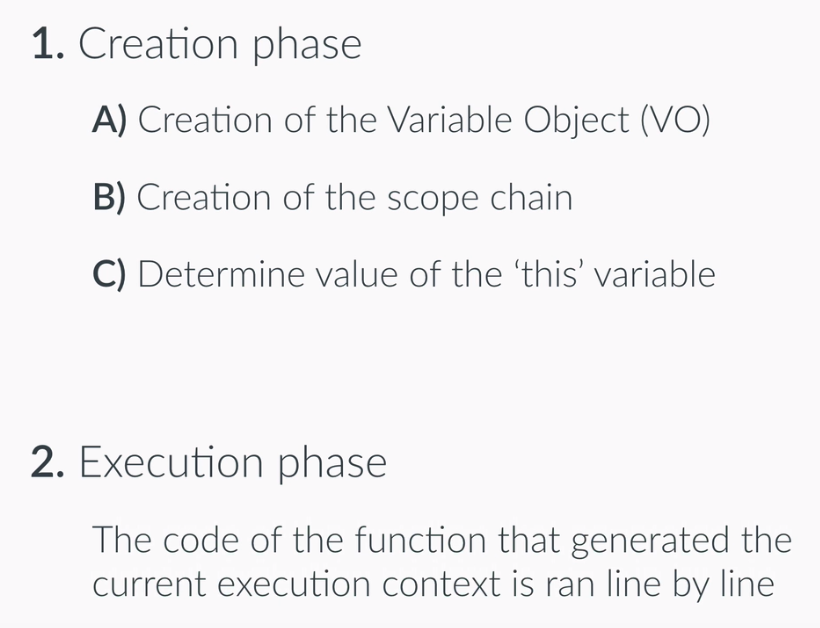 1. Creation phase
A) Creation of the Variable Object (VO)
B) Creation of the scope chain
C) Determine value of the ‘this’ variable
2. Execution phase
The code of the function that generated the
current execution context is ran line by line